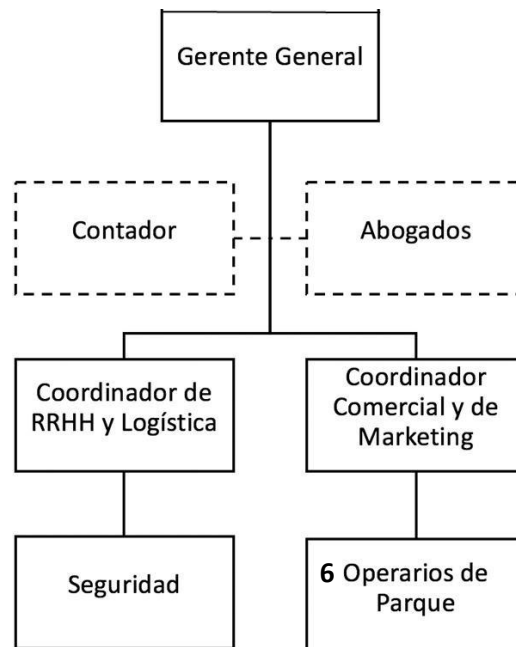 Gerente General
Contador
Abogados
Coordinador de
RRHH y Logística
Coordinador
Comercial y de
Marketing
Seguridad
6 Operarios de
Parque